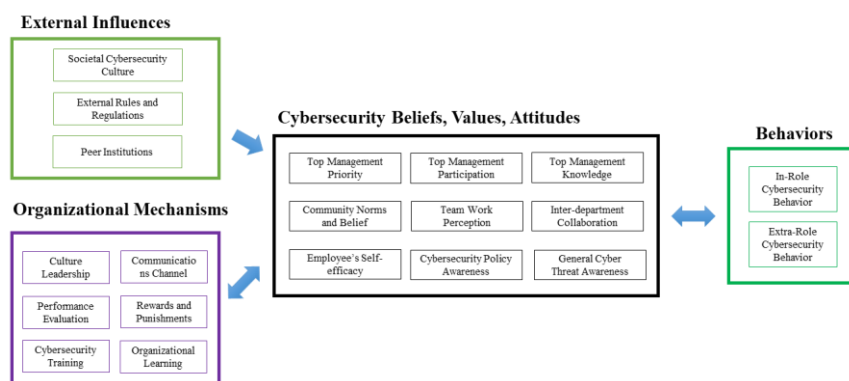 External Influences
Societal Cybersecurity
Culture
External Rules and
Regulations
Peer Institutions
Organizational Mechanisms
Culture
Leadership
Communicatio
ns Channel
Performance
Evaluation
Rewards and
Punishments
Cybersecurity
Training
Organizational
Learning
Cybersecurity Beliefs, Values, Attitudes
Top Management
Priority
Top Management
Participation
Top Management
Knowledge
Community Norms
and Belief
Team Work
Perception
Inter-department
Collaboration
Employee's Self-
efficacy
Cybersecurity Policy
Awareness
General Cyber
Threat Awareness
Behaviors
In-Role
Cybersecurity
Behavior
Extra-Role
Cybersecurity
Behavior